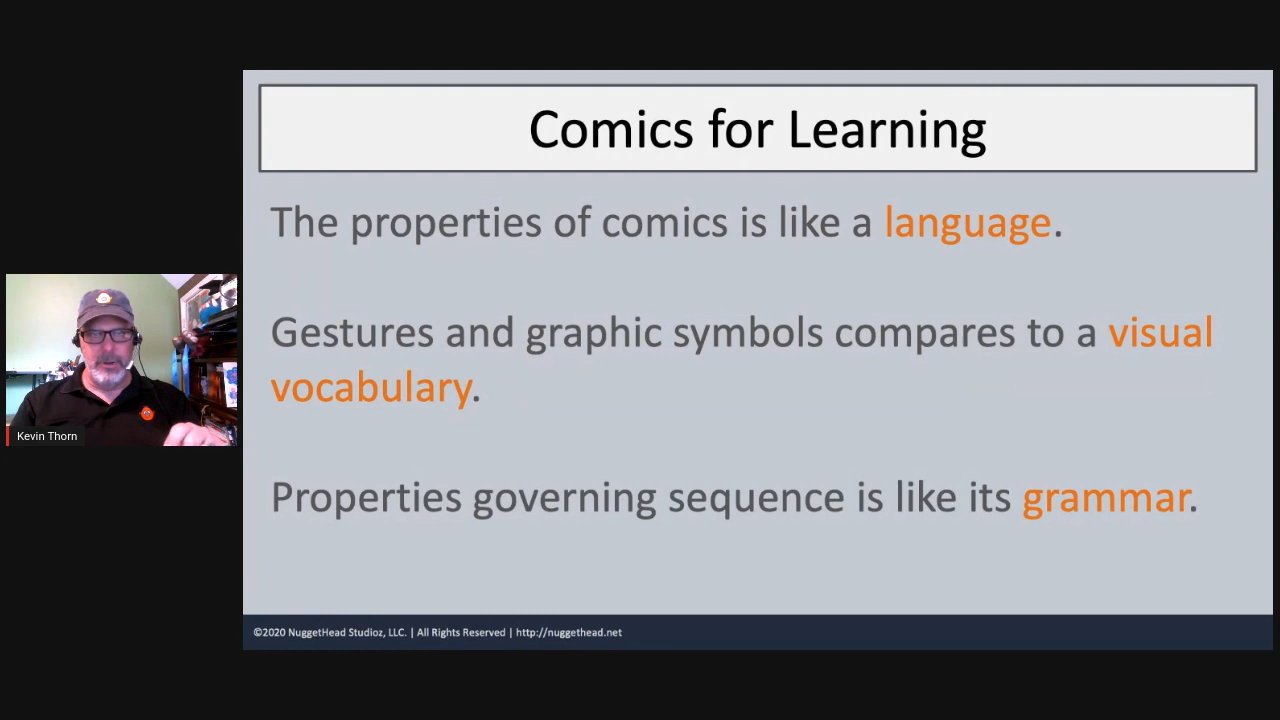 Comics for Learning
The properties of comics is like a language.
Gestures and graphic symbols compares to a visual
vocabulary.
Properties governing sequence is like its grammar.
Kevin Thorn
©2020 NuggetHead Studioz, LLC. | All Rights Reserved | http://nuggethead.net